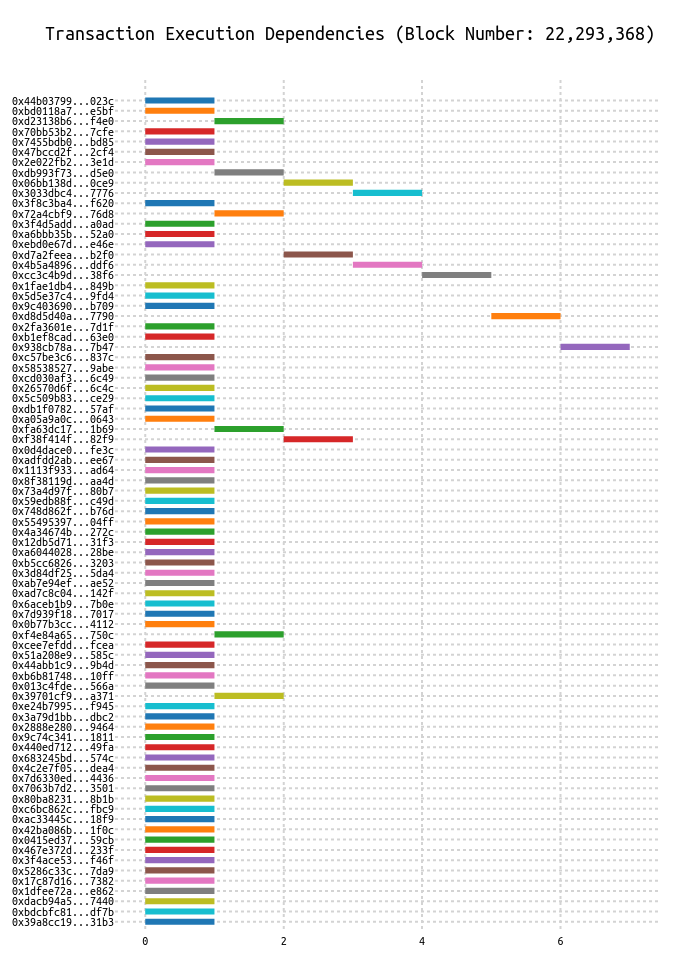 Transaction Execution Dependencies (Block Number: 22,293,368)
0x44b03799...023c
0xbd0118a7...e5bf
0xd23138b6...f4e0
0x70bb53b2...7cfe
0x7455bdb0...bd85
0x47bccd2f...2cf4
0x2e022fb2...3e1d
0xdb993f73...d5e0
0x06bb138d...0ce9
0x3033dbc4...7776
0x3f8c3ba4...f620
0x72a4cbf9...76d8
0x3f4d5add...a0ad
0xa6bbb35b...52a0
0xebd0e67d...e46e
0xd7a2feea...b2f0
0x4b5a4896...ddf6
0xcc3c4b9d...38f6
0x1fae1db4...849b
0x5d5e37c4...9fd4
0x9c403690...b709
0xd8d5d40a...7790
0x2fa3601e...7d1f
0xb1ef8cad...63e0
0x938cb78a...7b47
0xc57be3c6...837c
0x58538527...9abe
0xcd030af3...6c49
0x26570d6f...6c4c
0x5c509b83...ce29
0xdb1f0782...57af
0xa05a9a0c...0643
0xfa63dc17...1b69
0xf38f414f...82f9
0x0d4dace0...fe3c
0xadfdd2ab...ee67
0x1113f933...ad64
0x8f38119d...aa4d
0x73a4d97f...80b7
0x59edb88f...c49d
0x748d862f...b76d
0x55495397...04ff
0x4a34674b...272c
0x12db5d71...31f3
0xa6044028...28be
0xb5cc6826...3203
0x3d84df25...5da4
0xab7e94ef...ae52
0xad7c8c04...142f
0x6aceb1b9...7b0e
0x7d939f18...7017
0x0b77b3cc...4112
0xf4e84a65...750c
0xcee7efdd...fcea
0x51a208e9...585c
0x44abb1c9...9b4d
0xb6b81748...10ff
0x013c4fde...566a
0x39701cf9...a371
0xe24b7995...f945
0x3a79d1bb...dbc2
0x2888e280...9464
0x9c74c341...1811
0x440ed712...49fa
0x683245bd...574c
0x4c2e7f05...dea4
0x7d6330ed...4436
0x7063b7d2...3501
0x80ba8231...8b1b
0xc6bc862c...fbc9
0xac33445c...18f9
0x42ba086b...1f0c
0x0415ed37...59cb
0x467e372d...233f
0x3f4ace53...f46f
0x5286c33c...7da9
0x17c87d16...7382
0x1dfee72a...e862
0xdacb94a5...7440
0xbdcbfc81...df7b
0x39a8cc19...31b3
0 2 4 6